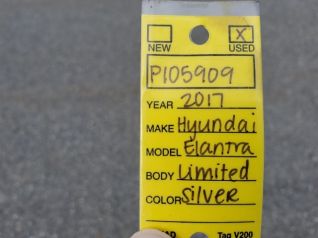 X
NEW USED
P105909
YEAR 2017
MAKE Hyundai
MODEL Elantra
BODY Limited
COLOR Silver
Tag V200